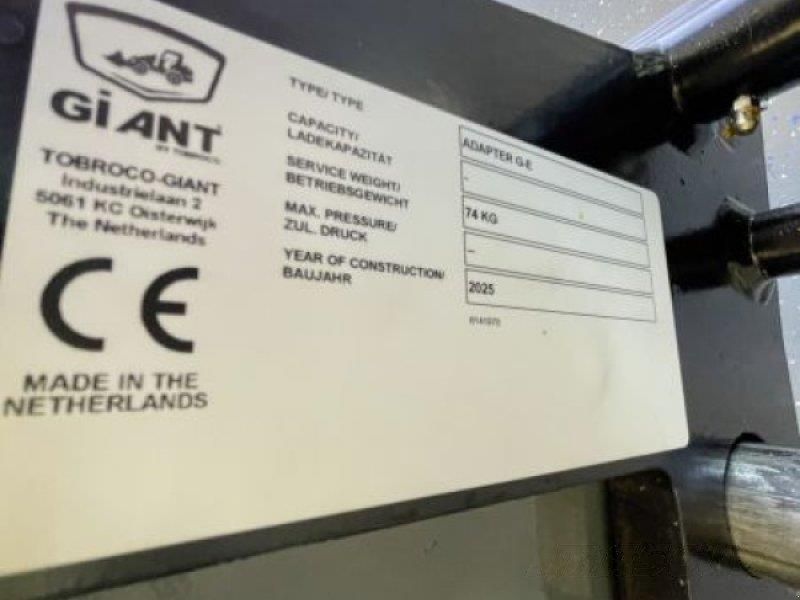 GiANT
BY TOBROCO
TOBROCO-GIANT
Industrielaan 2
5061 KC Oisterwijk
The Netherlands
CE
MADE IN THE
NETHERLANDS
TYPE/ TYPE
ADAPTER G-E
CAPACITY/
LADEKAPAZITÄT
-
SERVICE WEIGHT/
BETRIEBSGEWICHT
74 KG
MAX. PRESSURE/
ZUL. DRUCK
-
YEAR OF CONSTRUCTION/
BAUJAHR
2025